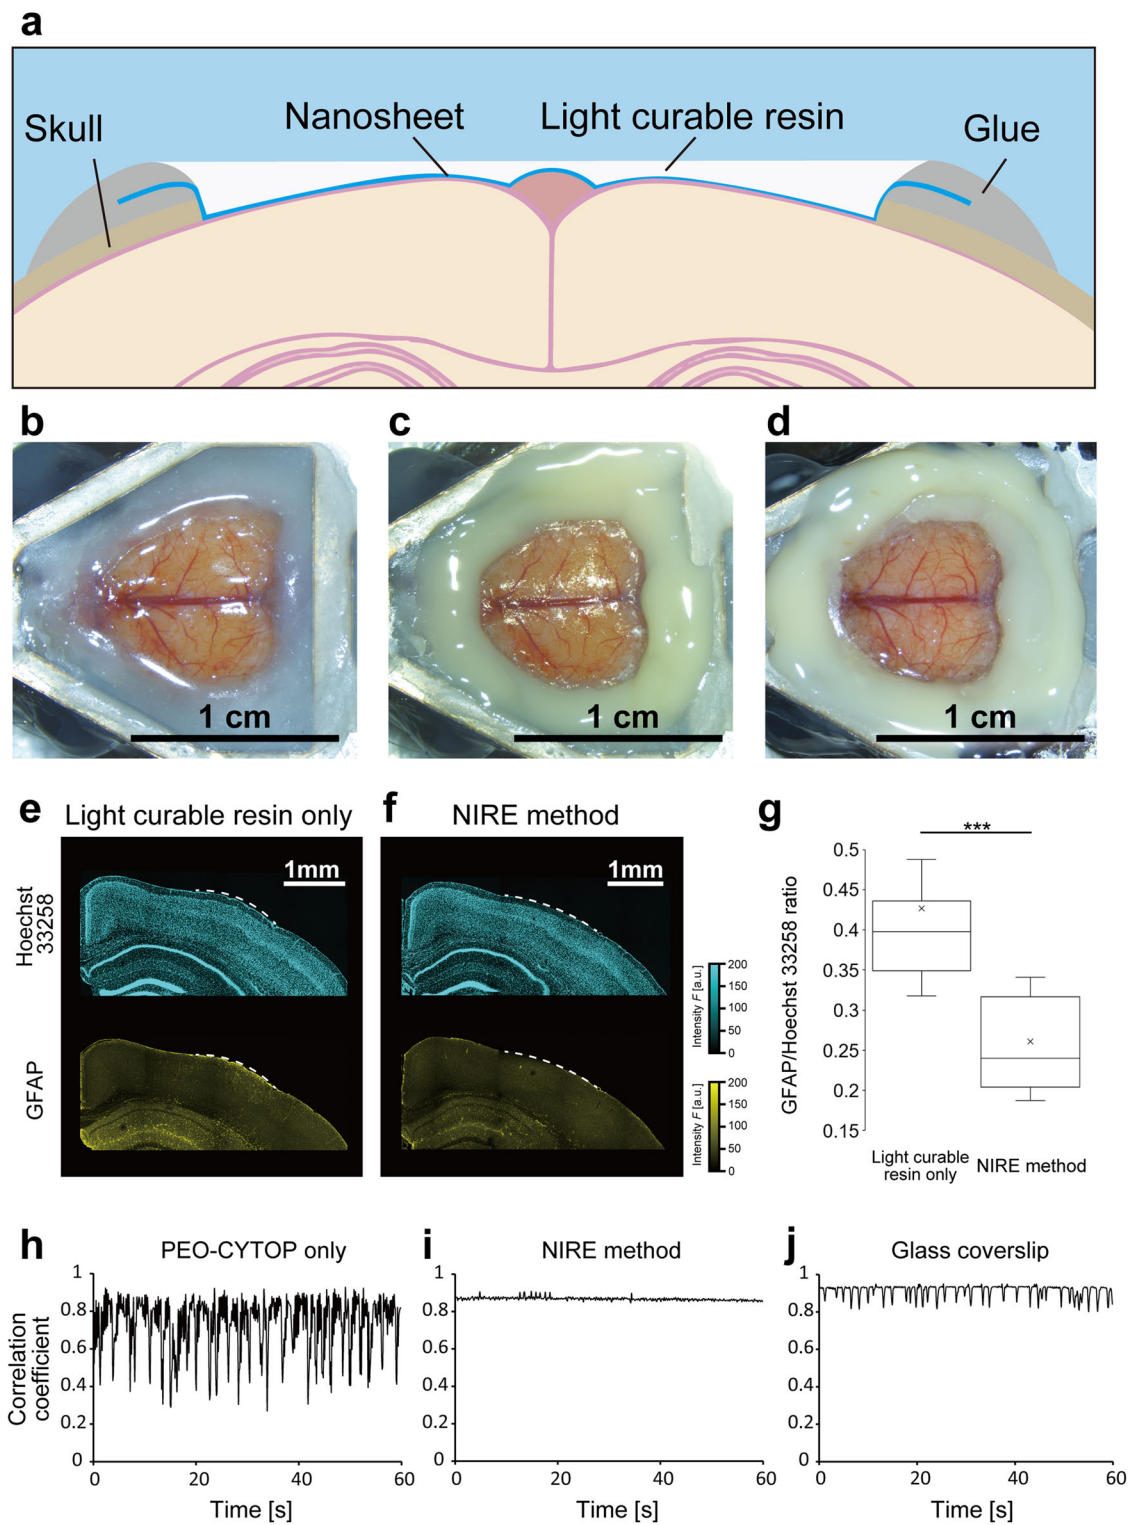 a
Skull
Nanosheet
Light curable resin
Glue
b
c
d
1 cm
1 cm
1 cm
e
Light curable resin only
f
NIRE method
g
Hoechst
33258
GFAP
1mm
1mm
Intensity F [a.u.]
200
150
100
50
0
Intensity F [a.u.]
200
150
100
50
0
***
GFAP/Hoechst 33258 ratio
0.5
0.45
0.4
0.35
0.3
0.25
0.2
0.15
Light curable
resin only
NIRE method
h
PEO-CYTOP only
i
NIRE method
j
Glass coverslip
Correlation
coefficient
1
0.8
0.6
0.4
0.2
0
0
20
40
60
Time [s]
1
0.8
0.6
0.4
0.2
0
0
20
40
60
Time [s]
1
0.8
0.6
0.4
0.2
0
0
20
40
60
Time [s]